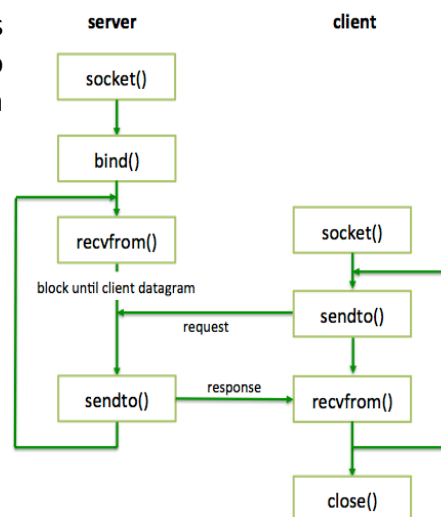 server
client
socket()
bind()
recvfrom()
block until client datagram
sendto()
socket()
sendto()
request
response
recvfrom()
close()